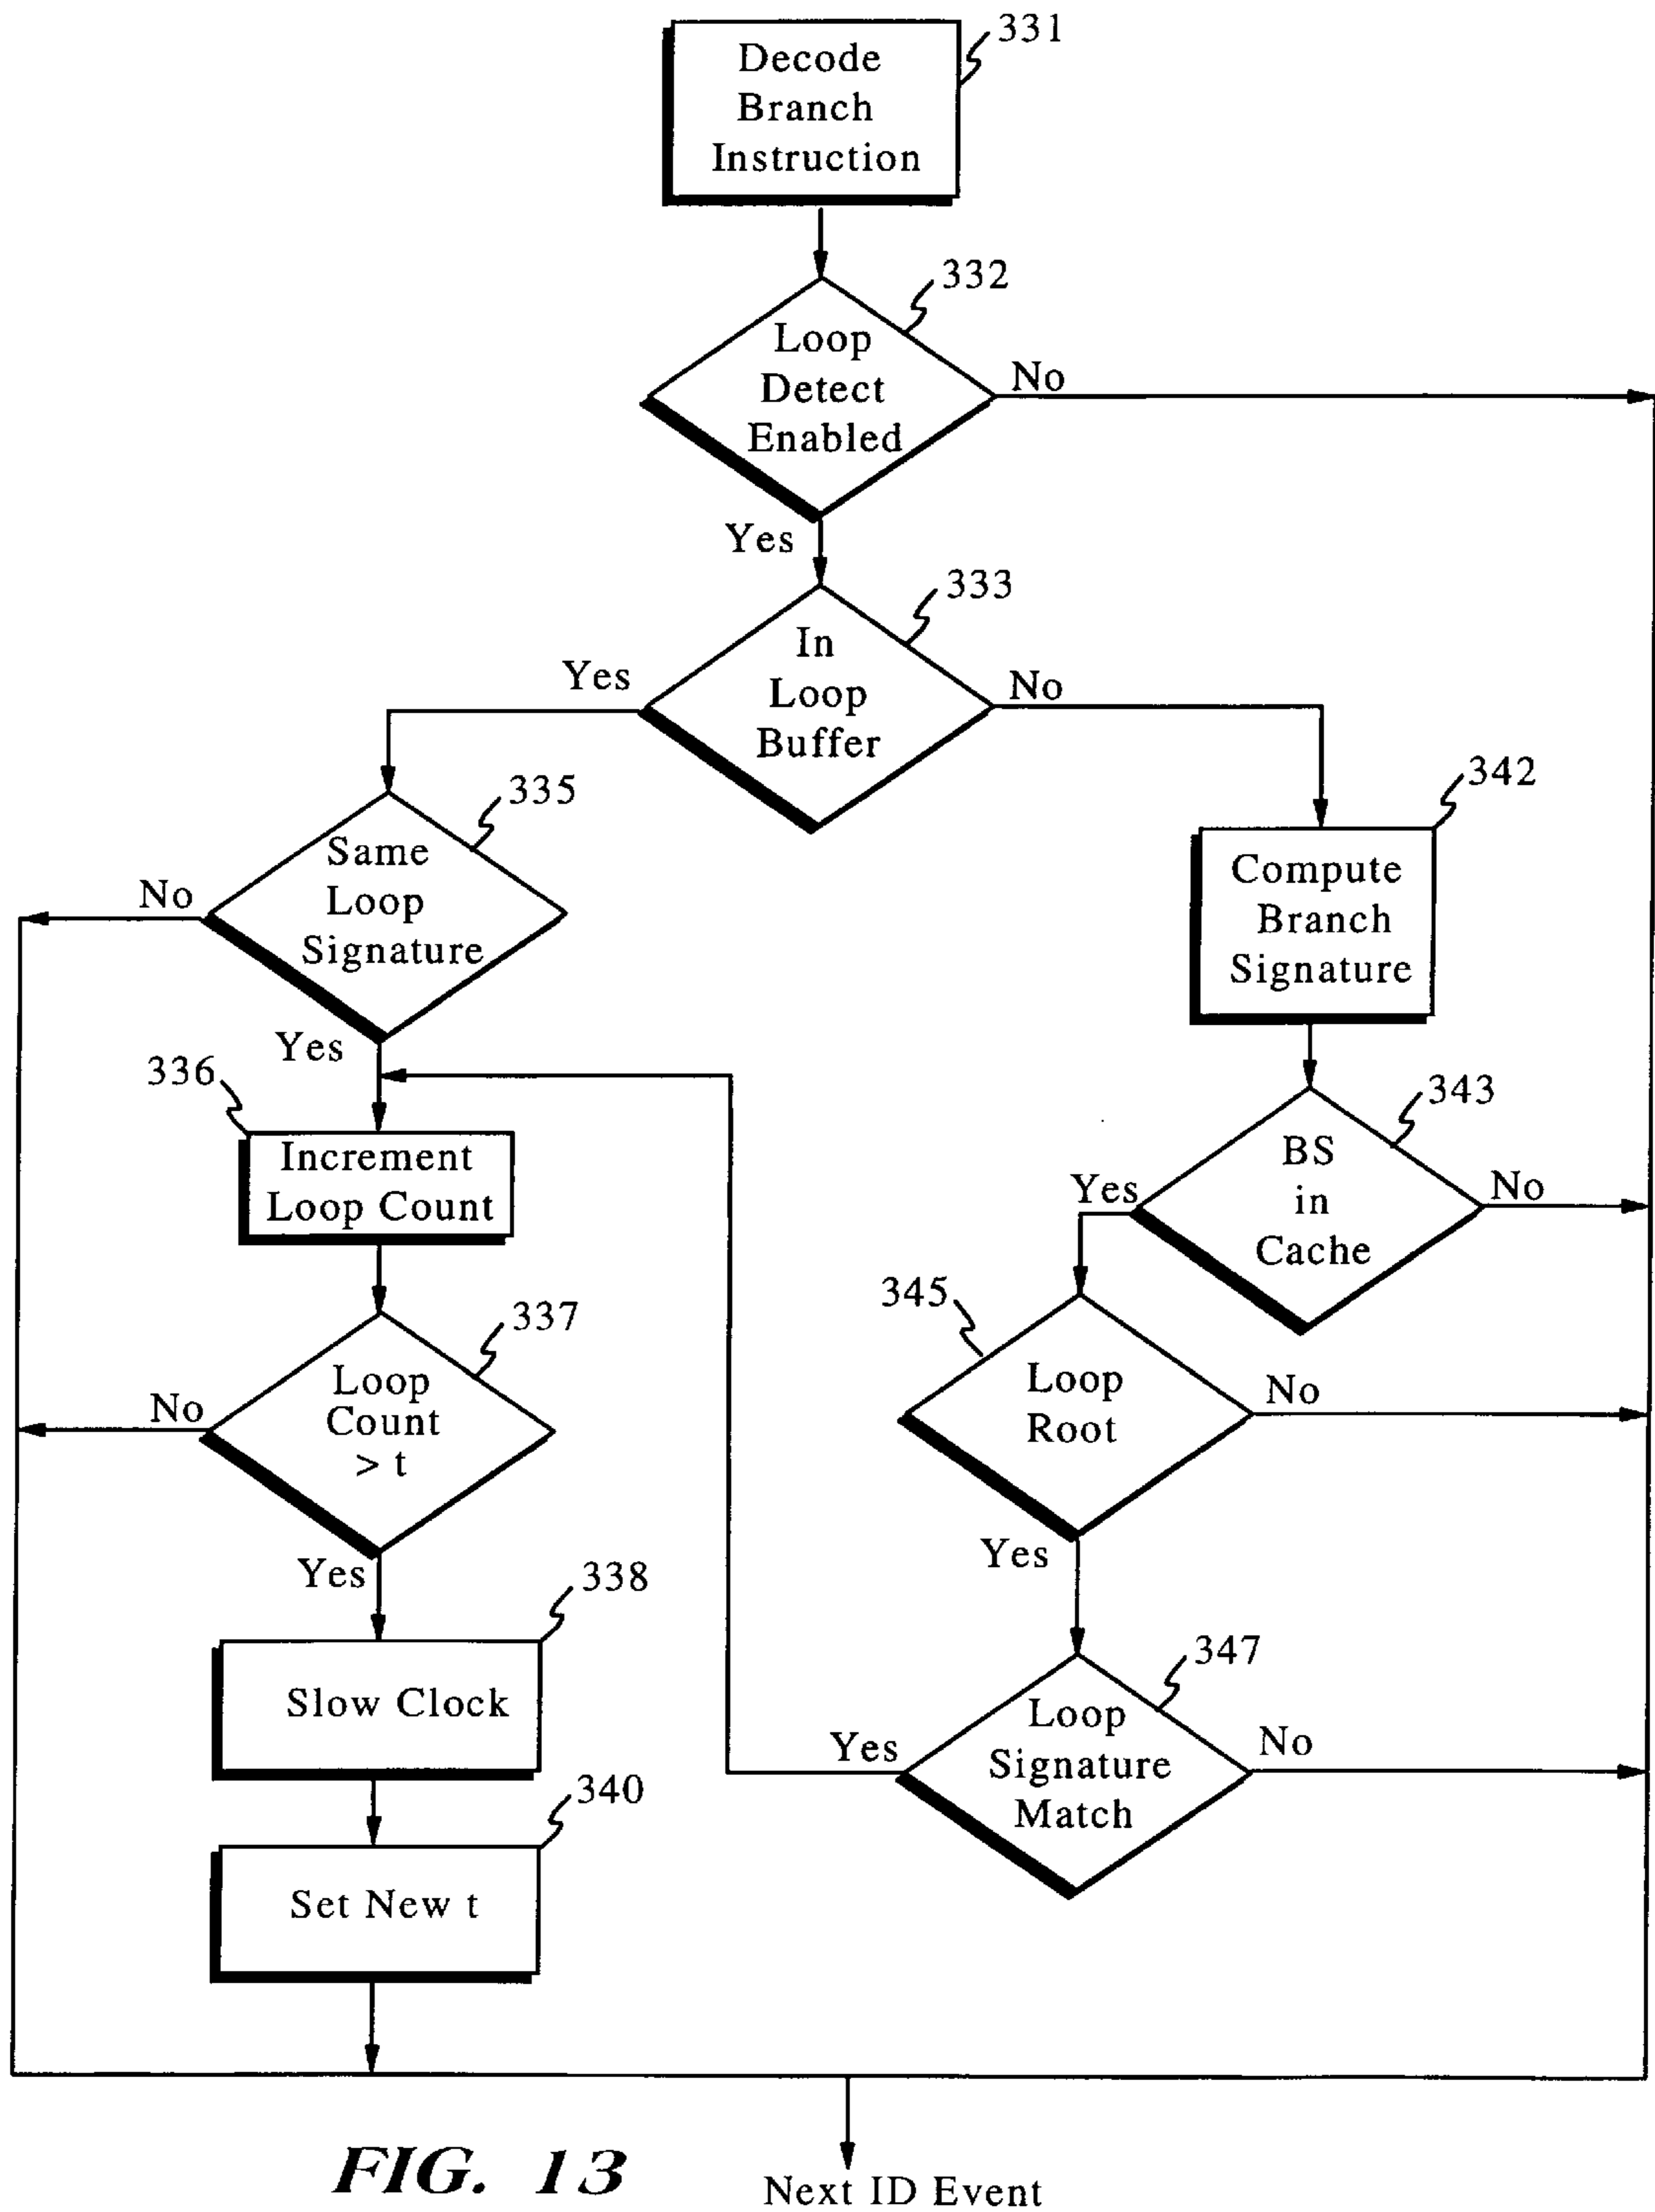 331
Decode
Branch
Instruction
332
Loop
Detect
Enabled
No
Yes
333
In
Loop
Buffer
Yes
No
335
Same
Loop
Signature
No
Yes
342
Compute
Branch
Signature
336
Increment
Loop Count
343
BS
in
Cache
Yes
No
337
Loop
Count
> t
No
Yes
345
Loop
Root
No
Yes
338
Slow Clock
347
Loop
Signature
Match
Yes
No
340
Set New t
FIG. 13
Next ID Event